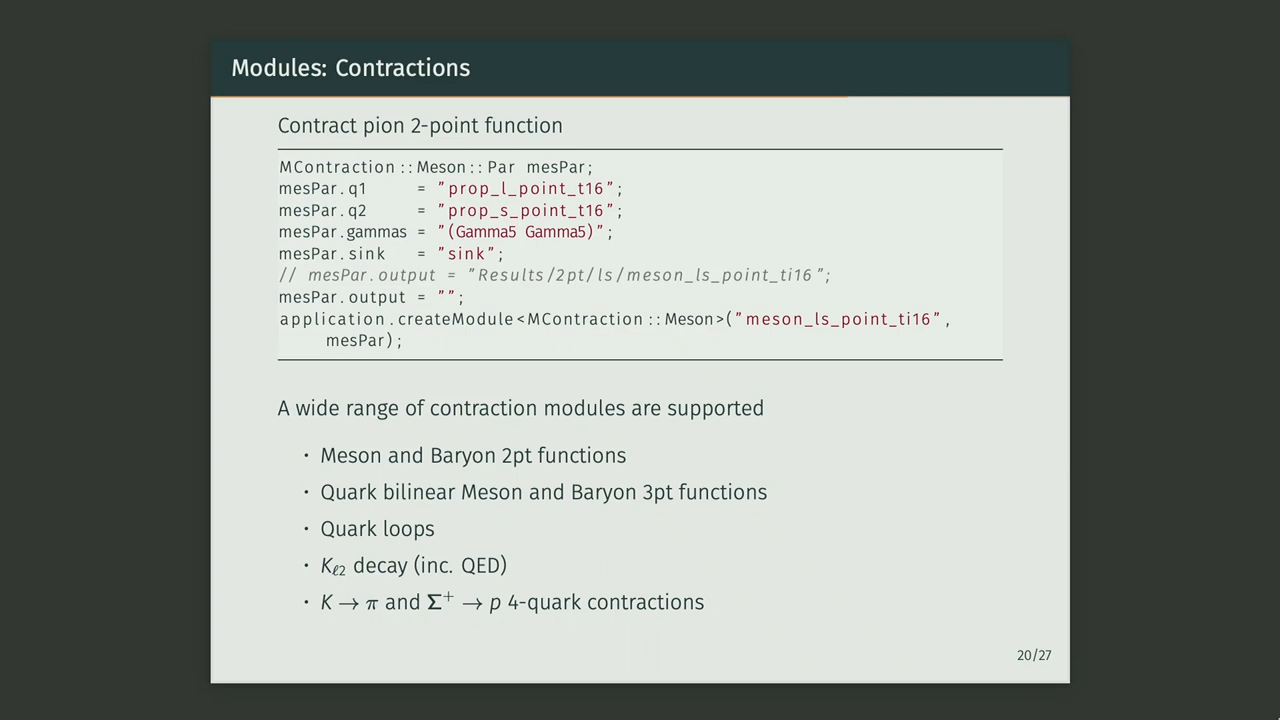 Modules: Contractions
Contract pion 2-point function
MContraction::Meson::Par mesPar;
mesPar.q1     = "prop_l_point_t16";
mesPar.q2     = "prop_s_point_t16";
mesPar.gammas = "(Gamma5 Gamma5)";
mesPar.sink   = "sink";
// mesPar.output = "Results/2pt/ls/meson_ls_point_ti16";
mesPar.output = "";
application.createModule<MContraction::Meson>("meson_ls_point_ti16",
mesPar);
A wide range of contraction modules are supported
• Meson and Baryon 2pt functions
• Quark bilinear Meson and Baryon 3pt functions
• Quark loops
• Kℓ2 decay (inc. QED)
• K → π and Σ⁺ → p 4-quark contractions
20/27